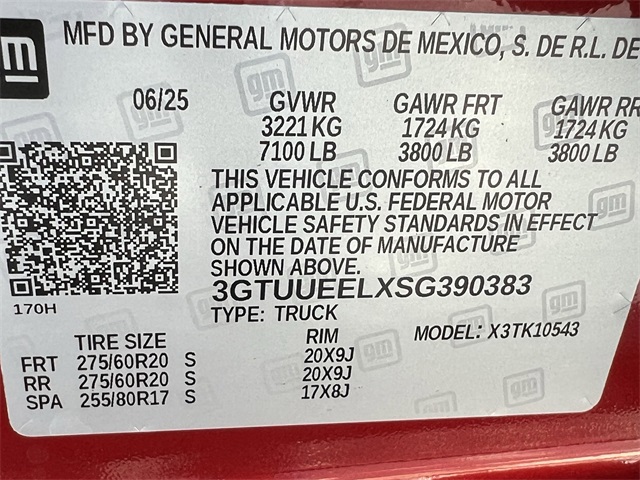 gm
MFD BY GENERAL MOTORS DE MEXICO, S. DE R.L. DE
06/25 GVWR GAWR FRT GAWR RR
3221 KG 1724 KG 1724 KG
7100 LB 3800 LB 3800 LB
THIS VEHICLE CONFORMS TO ALL
APPLICABLE U.S. FEDERAL MOTOR
VEHICLE SAFETY STANDARDS IN EFFECT
ON THE DATE OF MANUFACTURE
SHOWN ABOVE.
3GTUUEELXSG390383
170H
TYPE: TRUCK
TIRE SIZE RIM MODEL: X3TK10543
FRT 275/60R20 S 20X9J
RR 275/60R20 S 20X9J
SPA 255/80R17 S 17X8J